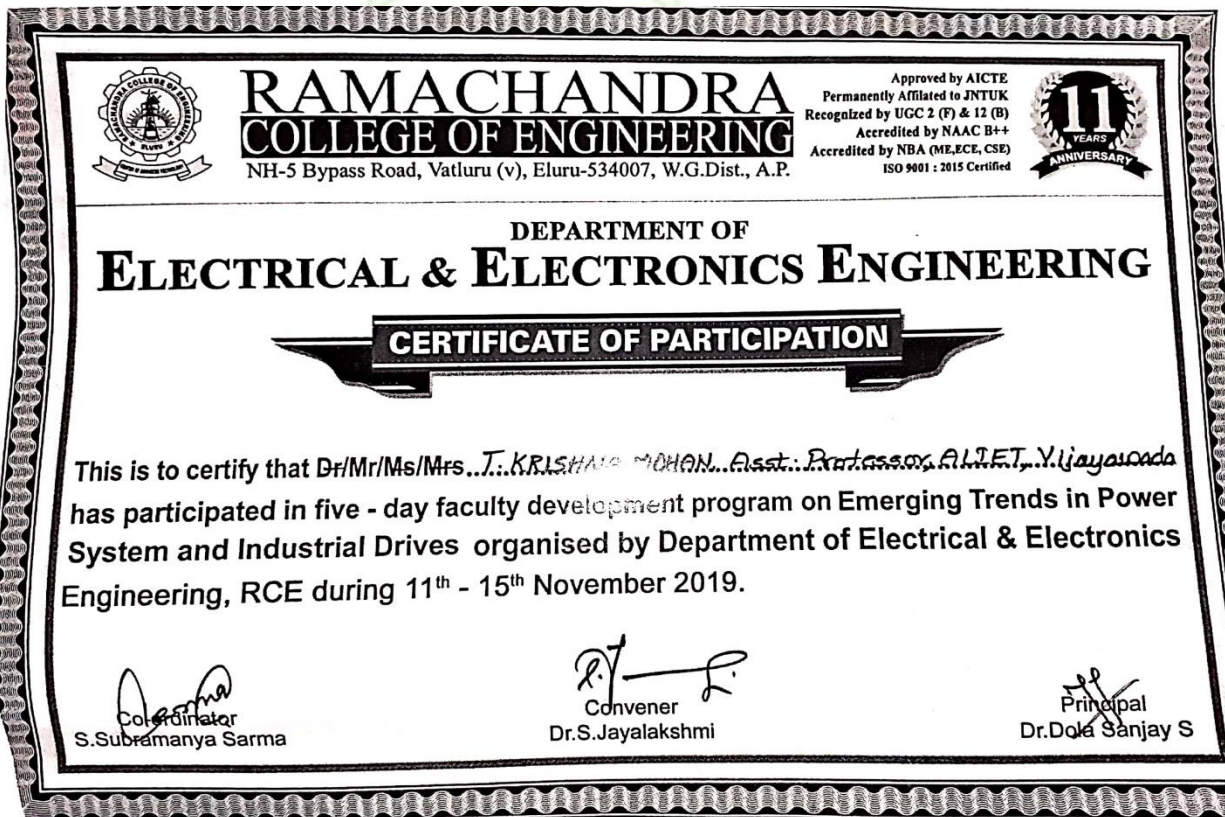 RAMACHANDRA COLLEGE OF ENGINEERING
ELURU
RAMACHANDRA
COLLEGE OF ENGINEERING
NH-5 Bypass Road, Vatluru (v), Eluru-534007, W.G.Dist., A.P.
Approved by AICTE
Permanently Affilated to JNTUK
Recognized by UGC 2 (F) & 12 (B)
Accredited by NAAC B++
Accredited by NBA (ME,ECE, CSE)
ISO 9001 : 2015 Certified
11
YEARS
ANNIVERSARY
DEPARTMENT OF
ELECTRICAL & ELECTRONICS ENGINEERING
CERTIFICATE OF PARTICIPATION
This is to certify that Dr/Mr/Ms/Mrs..T. KRISHNA MOHAN..Asst. Professor, ALIET, Vijayawada
has participated in five - day faculty development program on Emerging Trends in Power
System and Industrial Drives organised by Department of Electrical & Electronics
Engineering, RCE during 11th - 15th November 2019.
Co-ordinator
S.Subramanya Sarma
Convener
Dr.S.Jayalakshmi
Principal
Dr.Dola Sanjay S